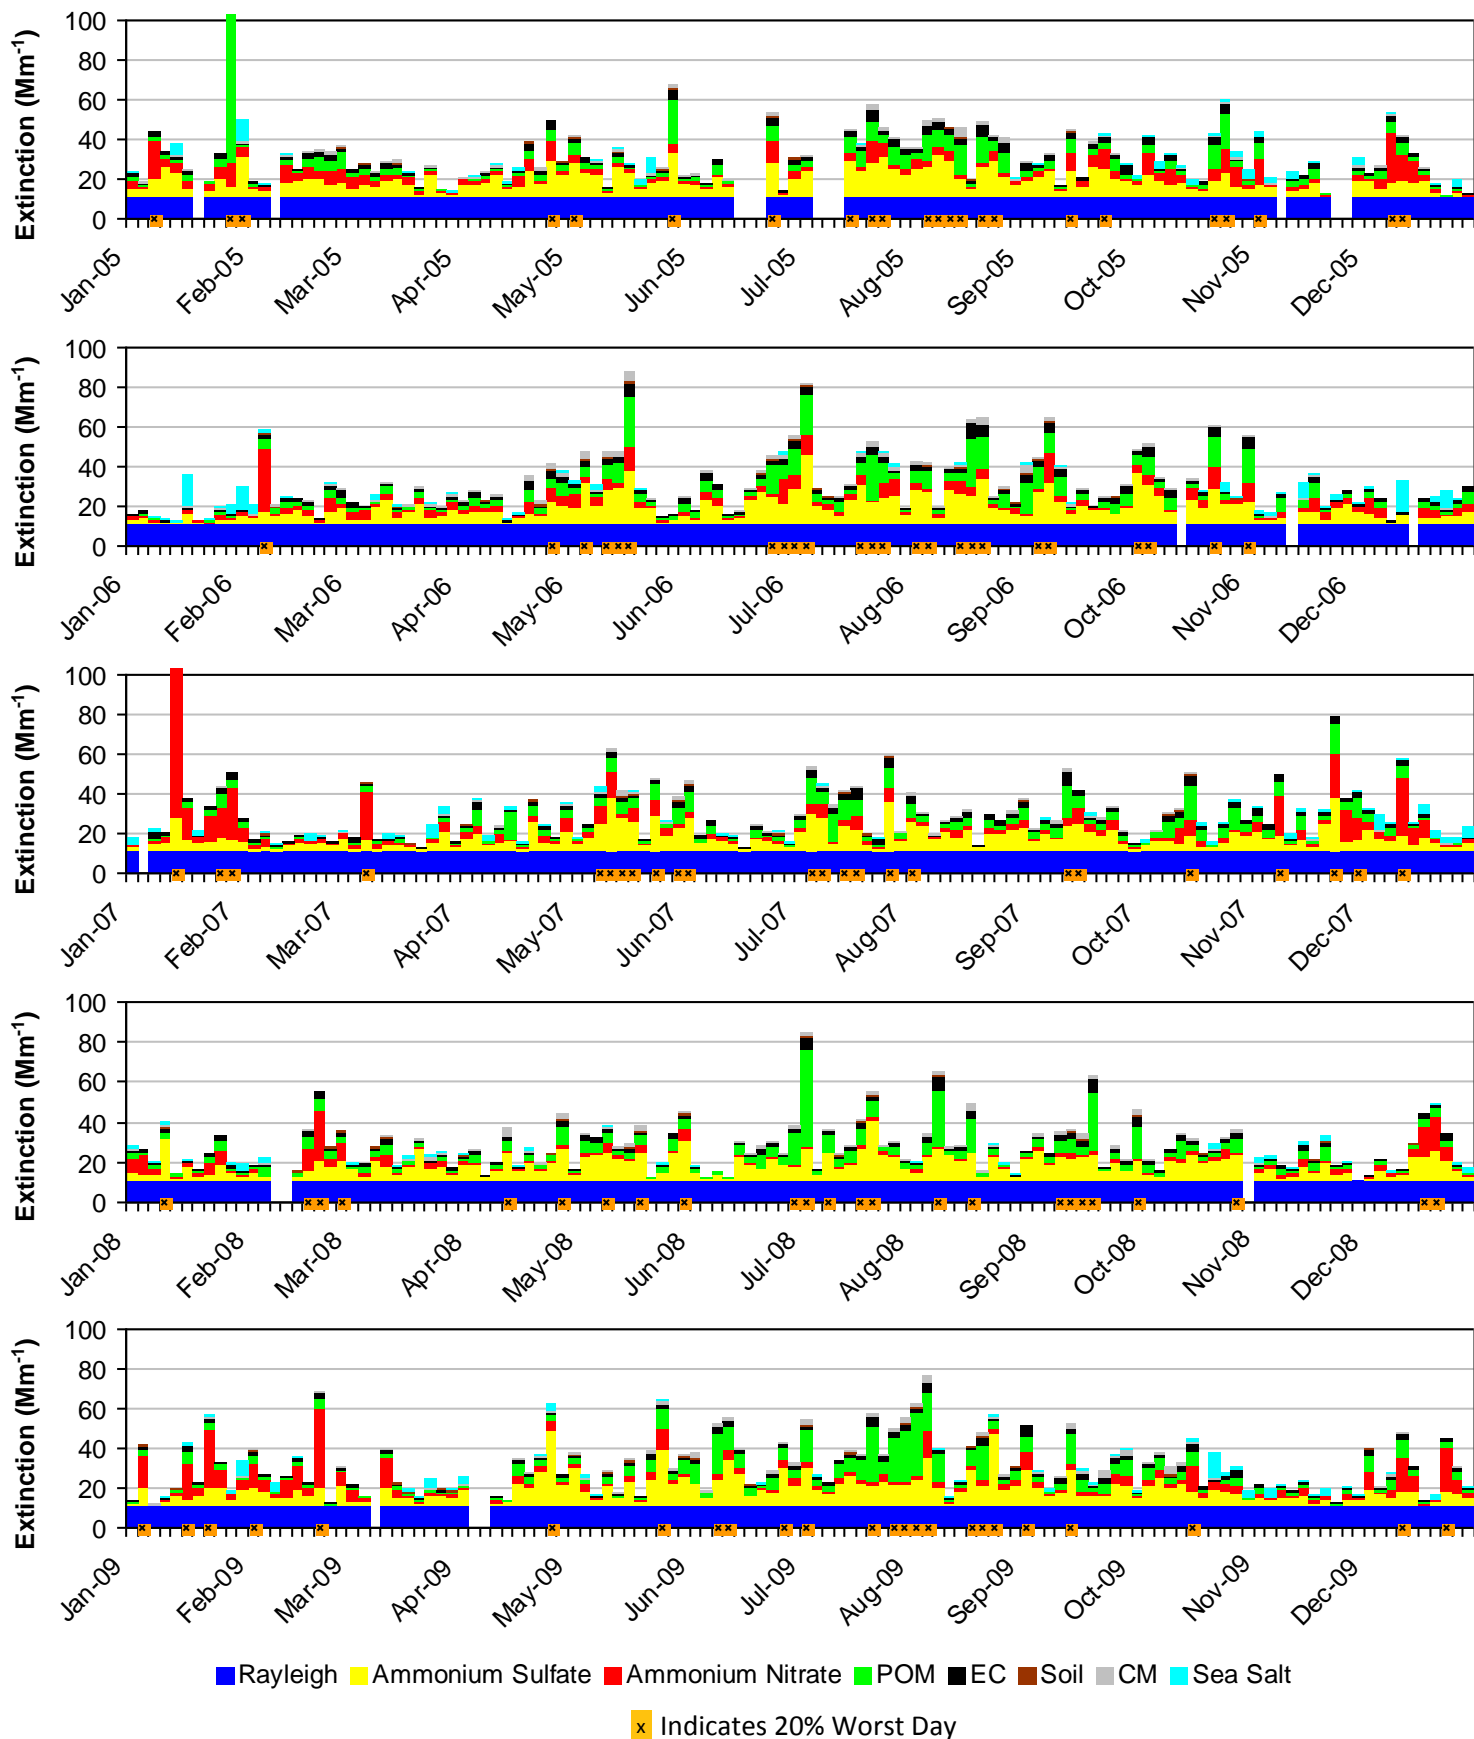 Extinction (Mm-1)
100
80
60
40
20
0
Jan-05 Feb-05 Mar-05 Apr-05 May-05 Jun-05 Jul-05 Aug-05 Sep-05 Oct-05 Nov-05 Dec-05
Extinction (Mm-1)
100
80
60
40
20
0
Jan-06 Feb-06 Mar-06 Apr-06 May-06 Jun-06 Jul-06 Aug-06 Sep-06 Oct-06 Nov-06 Dec-06
Extinction (Mm-1)
100
80
60
40
20
0
Jan-07 Feb-07 Mar-07 Apr-07 May-07 Jun-07 Jul-07 Aug-07 Sep-07 Oct-07 Nov-07 Dec-07
Extinction (Mm-1)
100
80
60
40
20
0
Jan-08 Feb-08 Mar-08 Apr-08 May-08 Jun-08 Jul-08 Aug-08 Sep-08 Oct-08 Nov-08 Dec-08
Extinction (Mm-1)
100
80
60
40
20
0
Jan-09 Feb-09 Mar-09 Apr-09 May-09 Jun-09 Jul-09 Aug-09 Sep-09 Oct-09 Nov-09 Dec-09
Rayleigh Ammonium Sulfate Ammonium Nitrate POM EC Soil CM Sea Salt
x Indicates 20% Worst Day